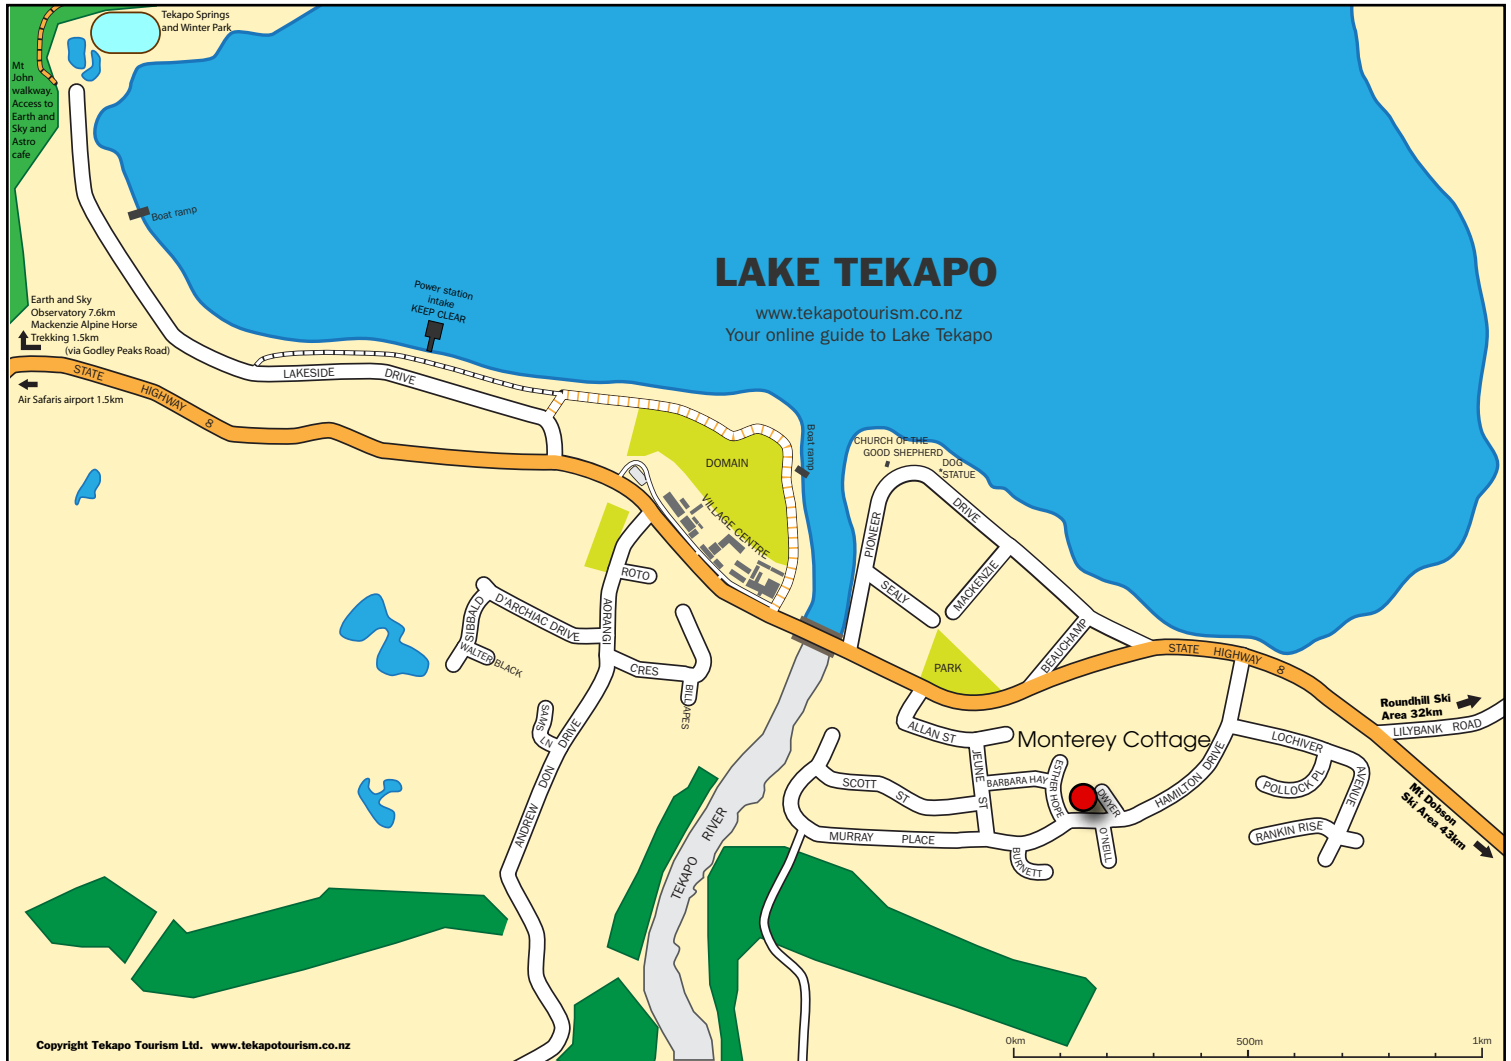 Tekapo Springs
and Winter Park
Mt
John
walkway.
Access to
Earth and
Sky and
Astro
cafe
Boat ramp
Power station
intake
KEEP CLEAR
LAKE TEKAPO
www.tekapotourism.co.nz
Your online guide to Lake Tekapo
Earth and Sky
Observatory 7.6km
Mackenzie Alpine Horse
Trekking 1.5km
(via Godley Peaks Road)
STATE HIGHWAY 8
Air Safaris airport 1.5km
LAKESIDE DRIVE
DOMAIN
VILLAGE CENTRE
Boat ramp
CHURCH OF THE
GOOD SHEPHERD
DOG
STATUE
PIONEER DRIVE
SEALY
MACKENZIE
BEAUCHAMP
PARK
STATE HIGHWAY 8
ROTO
AORANGI
CRES
D'ARCHIAC DRIVE
SIBBALD
WALTER BLACK
BILL APES
SAMS
LN
ANDREW DON DRIVE
TEKAPO RIVER
ALLAN ST
JEUNE ST
SCOTT ST
MURRAY PLACE
BARBARA HAY
ESTHER HOPE
Monterey Cottage
DWYER
O'NEILL
BURNETT
HAMILTON DRIVE
LOCHIVER AVENUE
POLLOCK PL
RANKIN RISE
Roundhill Ski
Area 32km
LILYBANK ROAD
Mt Dobson
Ski Area 43km
Copyright Tekapo Tourism Ltd. www.tekapotourism.co.nz
0km 500m 1km